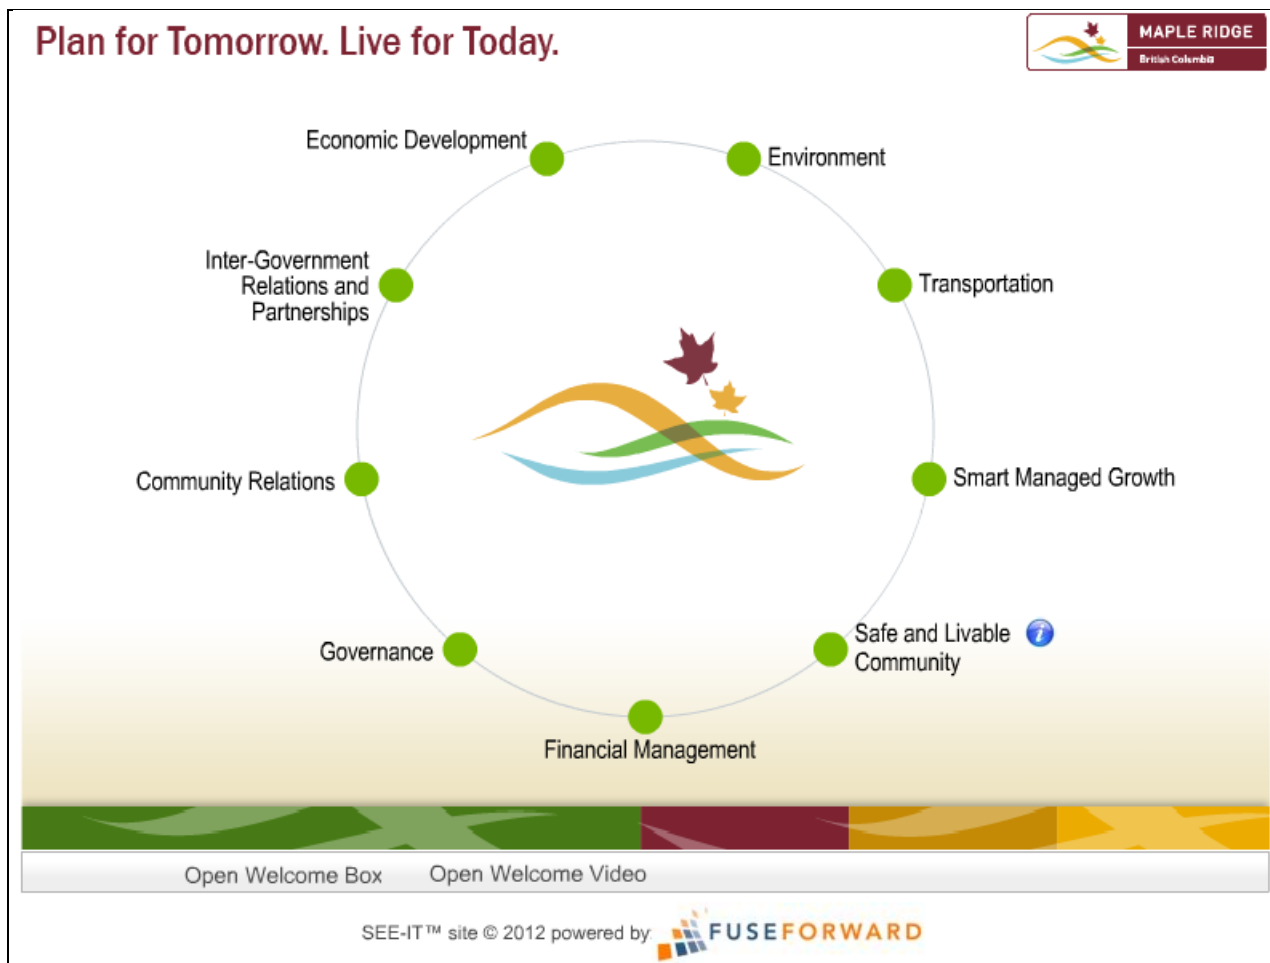 Plan for Tomorrow. Live for Today.
MAPLE RIDGE
British Columbia
Economic Development
Environment
Inter-Government
Relations and
Partnerships
Transportation
Community Relations
Smart Managed Growth
Governance
Safe and Livable
Community
i
Financial Management
Open Welcome Box
Open Welcome Video
SEE-IT™ site © 2012 powered by:
FUSEFORWARD